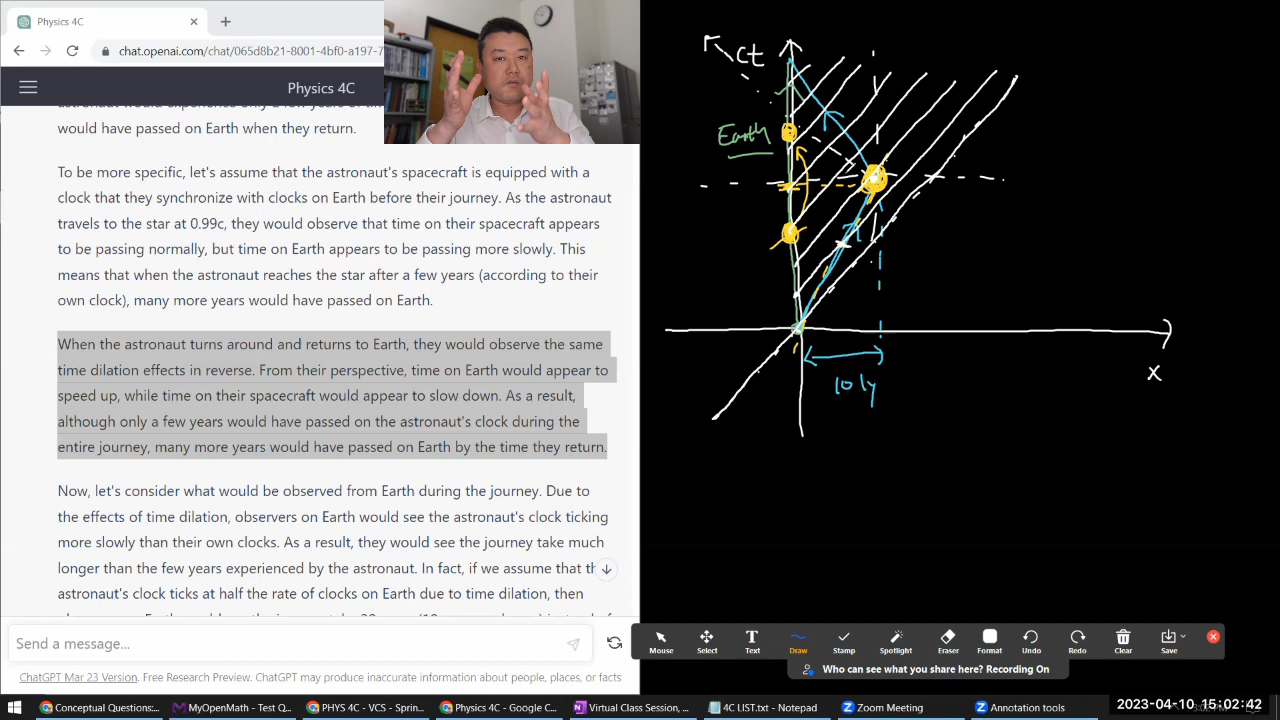 Physics 4C
chat.openai.com/chat/065d8b21-8001-4bf0-a197-7
Physics 4C
would have passed on Earth when they return.
To be more specific, let's assume that the astronaut's spacecraft is equipped with a
clock that they synchronize with clocks on Earth before their journey. As the astronaut
travels to the star at 0.99c, they would observe that time on their spacecraft appears
to be passing normally, but time on Earth appears to be passing more slowly. This
means that when the astronaut reaches the star after a few years (according to their
own clock), many more years would have passed on Earth.
When the astronaut turns around and returns to Earth, they would observe the same
time dilation effects in reverse. From their perspective, time on Earth would appear to
speed up, while time on their spacecraft would appear to slow down. As a result,
although only a few years would have passed on the astronaut's clock during the
entire journey, many more years would have passed on Earth by the time they return.
Now, let's consider what would be observed from Earth during the journey. Due to
the effects of time dilation, observers on Earth would see the astronaut's clock ticking
more slowly than their own clocks. As a result, they would see the journey take much
longer than the few years experienced by the astronaut. In fact, if we assume that th
astronaut's clock ticks at half the rate of clocks on Earth due to time dilation, then
Send a message...
ChatGPT Mar 23 Version. Free Research Preview. ChatGPT may produce inaccurate information about people, places, or facts
ct
Earth
10 ly
x
Mouse
Select
Text
Draw
Stamp
Spotlight
Eraser
Format
Undo
Redo
Clear
Save
Who can see what you share here? Recording On
Conceptual Questions:...
MyOpenMath - Test Q...
PHYS 4C - VCS - Sprin...
Physics 4C - Google C...
Virtual Class Session, ...
4C LIST.txt - Notepad
Zoom Meeting
Annotation tools
2023-04-10 15:02:42